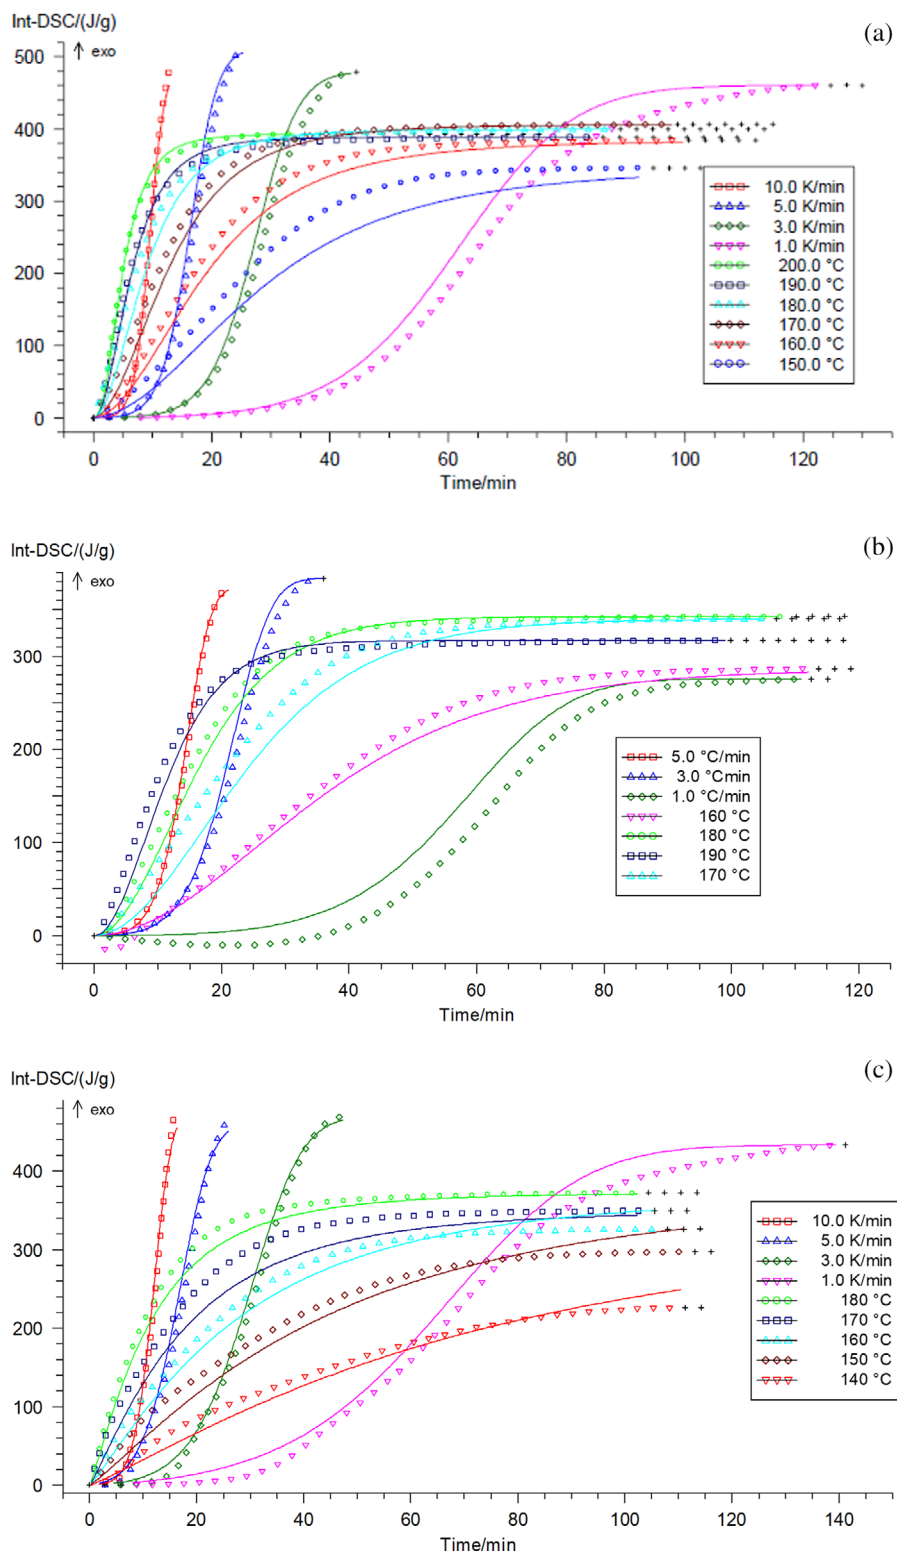 Int-DSC/(J/g)
(a)
↑ exo
500
400
300
200
100
0
10.0 K/min
5.0 K/min
3.0 K/min
1.0 K/min
200.0 °C
190.0 °C
180.0 °C
170.0 °C
160.0 °C
150.0 °C
0 20 40 60 80 100 120
Time/min
Int-DSC/(J/g)
(b)
↑ exo
300
200
100
0
5.0 °C/min
3.0 °Cmin
1.0 °C/min
160 °C
180 °C
190 °C
170 °C
0 20 40 60 80 100 120
Time/min
Int-DSC/(J/g)
(c)
↑ exo
400
300
200
100
0
10.0 K/min
5.0 K/min
3.0 K/min
1.0 K/min
180 °C
170 °C
160 °C
150 °C
140 °C
0 20 40 60 80 100 120 140
Time/min